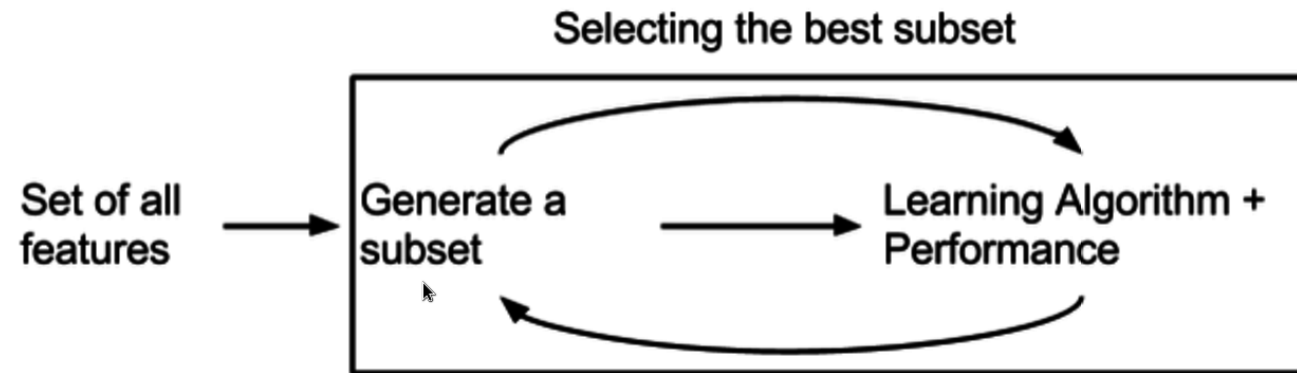 Selecting the best subset
Set of all
features
Generate a
subset
Learning Algorithm +
Performance